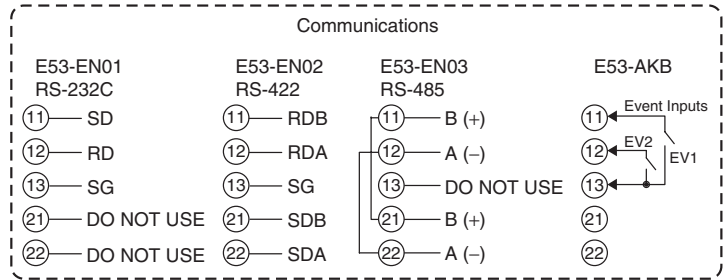 Communications
E53-EN01 E53-EN02 E53-EN03 E53-AKB
RS-232C RS-422 RS-485
11 SD 11 RDB 11 B (+) 11 Event Inputs
12 RD 12 RDA 12 A (−) 12 EV2 EV1
13 SG 13 SG 13 DO NOT USE 13
21 DO NOT USE 21 SDB 21 B (+) 21
22 DO NOT USE 22 SDA 22 A (−) 22